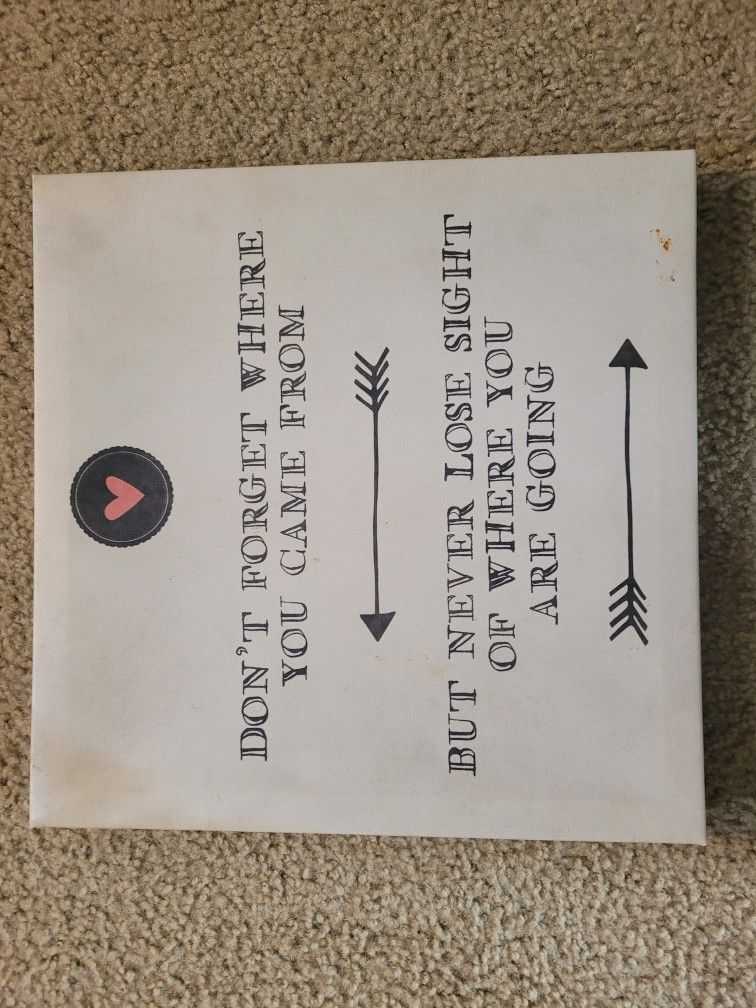 DON'T FORGET WHERE
YOU CAME FROM
BUT NEVER LOSE SIGHT
OF WHERE YOU
ARE GOING